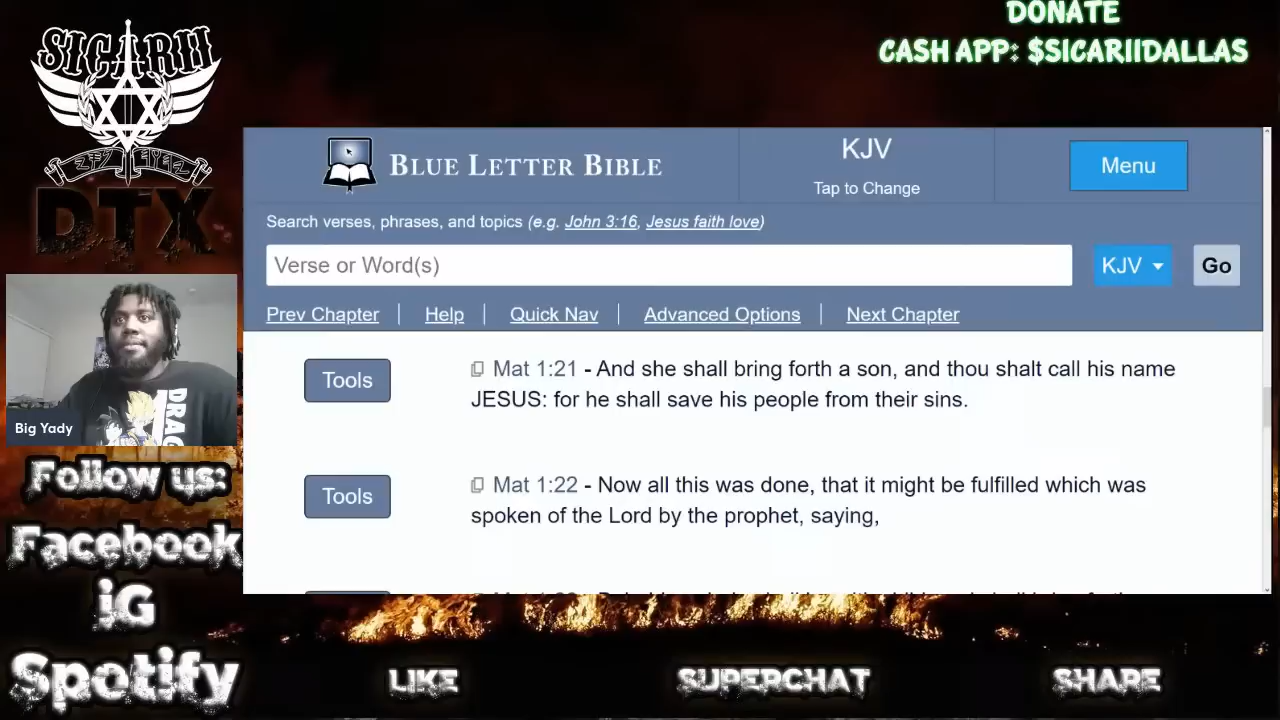 SICARII
DTX
DONATE
CASH APP: $SICARIIDALLAS
BLUE LETTER BIBLE
KJV
Tap to Change
Menu
Search verses, phrases, and topics (e.g. John 3:16, Jesus faith love)
Verse or Word(s)
KJV
Go
Prev Chapter
Help
Quick Nav
Advanced Options
Next Chapter
Tools
Mat 1:21 - And she shall bring forth a son, and thou shalt call his name
JESUS: for he shall save his people from their sins.
Tools
Mat 1:22 - Now all this was done, that it might be fulfilled which was
spoken of the Lord by the prophet, saying,
DRAG
Big Yady
Follow us:
Facebook
iG
Spotify
LIKE
SUPERCHAT
SHARE